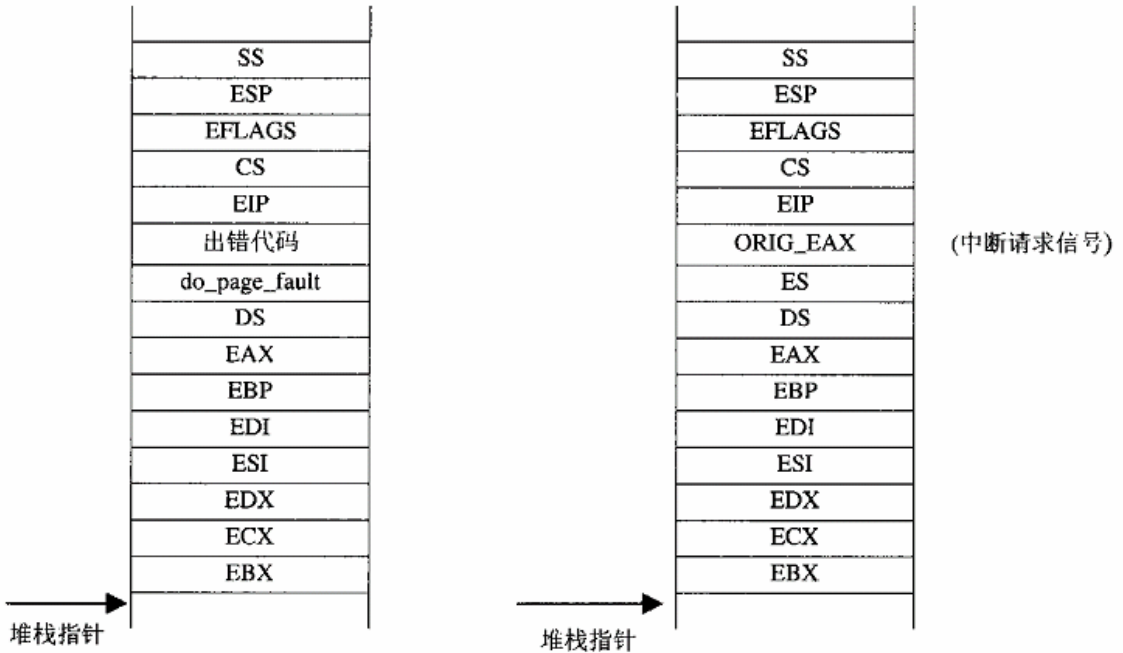 SS SS
ESP ESP
EFLAGS EFLAGS
CS CS
EIP EIP
出错代码 ORIG_EAX (中断请求信号)
do_page_fault ES
DS DS
EAX EAX
EBP EBP
EDI EDI
ESI ESI
EDX EDX
ECX ECX
EBX EBX
堆栈指针 堆栈指针